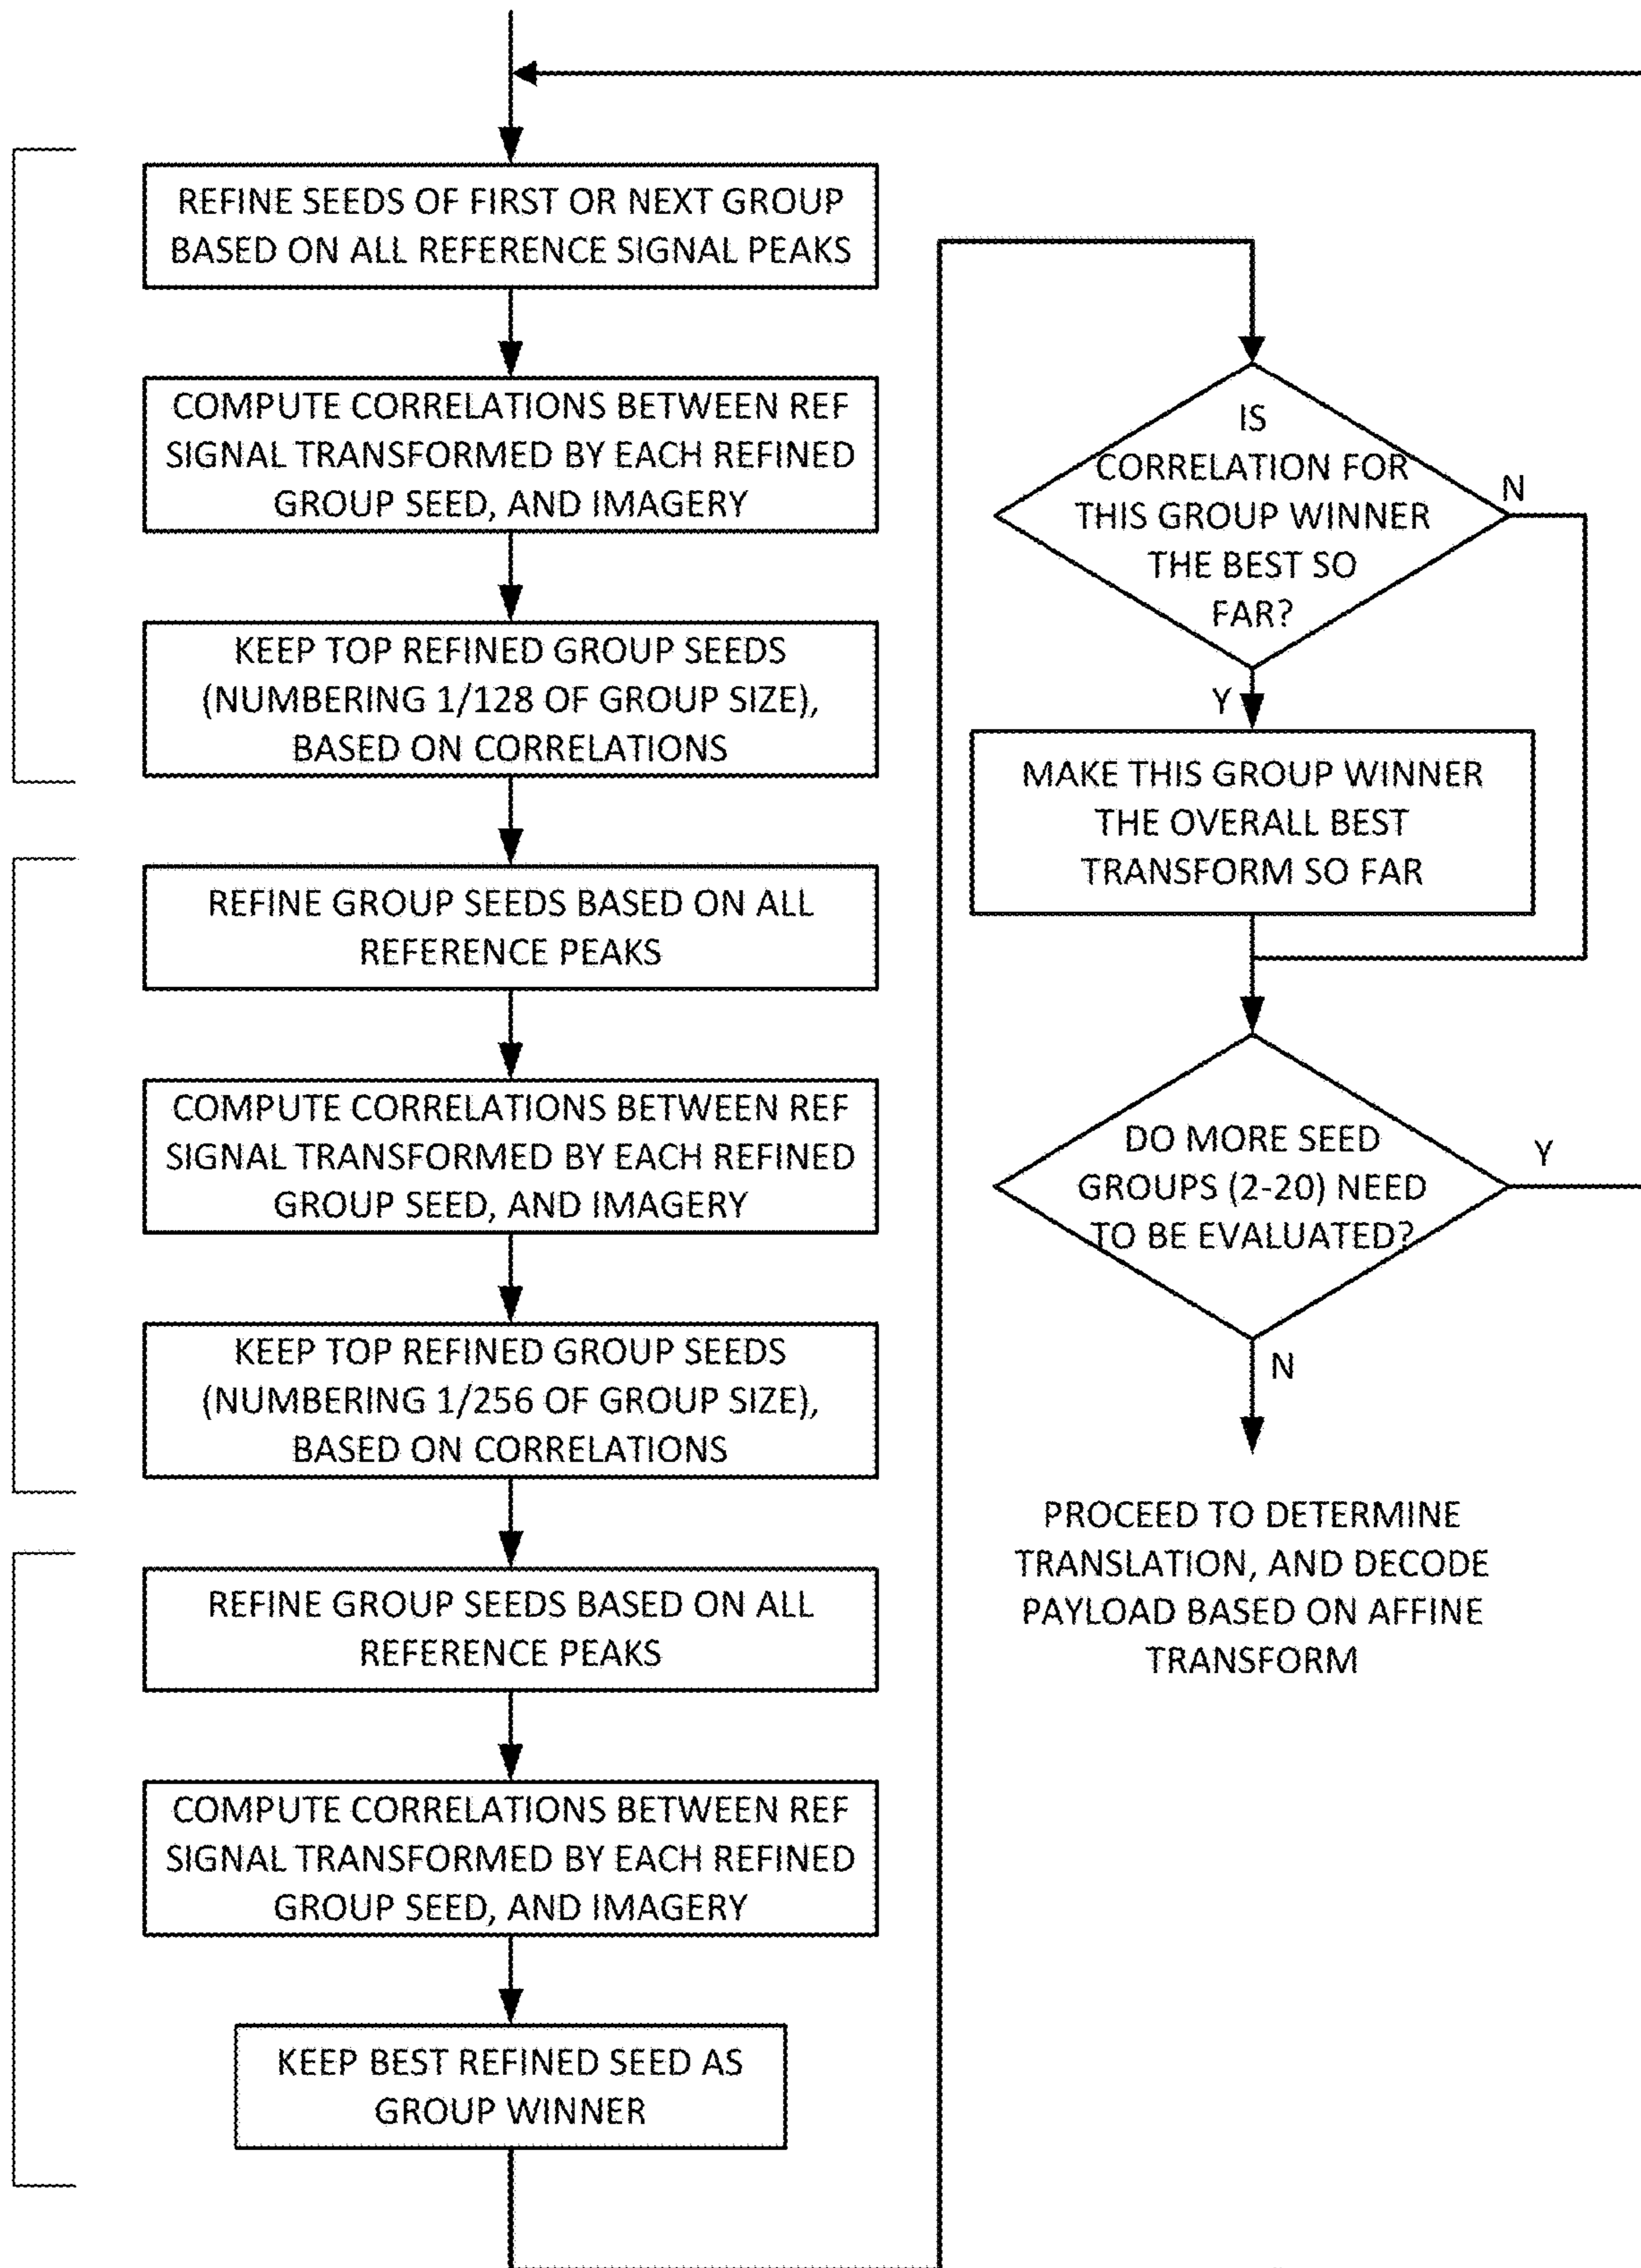 REFINE SEEDS OF FIRST OR NEXT GROUP
BASED ON ALL REFERENCE SIGNAL PEAKS
COMPUTE CORRELATIONS BETWEEN REF
SIGNAL TRANSFORMED BY EACH REFINED
GROUP SEED, AND IMAGERY
KEEP TOP REFINED GROUP SEEDS
(NUMBERING 1/128 OF GROUP SIZE),
BASED ON CORRELATIONS
REFINE GROUP SEEDS BASED ON ALL
REFERENCE PEAKS
COMPUTE CORRELATIONS BETWEEN REF
SIGNAL TRANSFORMED BY EACH REFINED
GROUP SEED, AND IMAGERY
KEEP TOP REFINED GROUP SEEDS
(NUMBERING 1/256 OF GROUP SIZE),
BASED ON CORRELATIONS
REFINE GROUP SEEDS BASED ON ALL
REFERENCE PEAKS
COMPUTE CORRELATIONS BETWEEN REF
SIGNAL TRANSFORMED BY EACH REFINED
GROUP SEED, AND IMAGERY
KEEP BEST REFINED SEED AS
GROUP WINNER
IS
CORRELATION FOR
THIS GROUP WINNER
THE BEST SO
FAR?
N
Y
MAKE THIS GROUP WINNER
THE OVERALL BEST
TRANSFORM SO FAR
DO MORE SEED
GROUPS (2-20) NEED
TO BE EVALUATED?
Y
N
PROCEED TO DETERMINE
TRANSLATION, AND DECODE
PAYLOAD BASED ON AFFINE
TRANSFORM